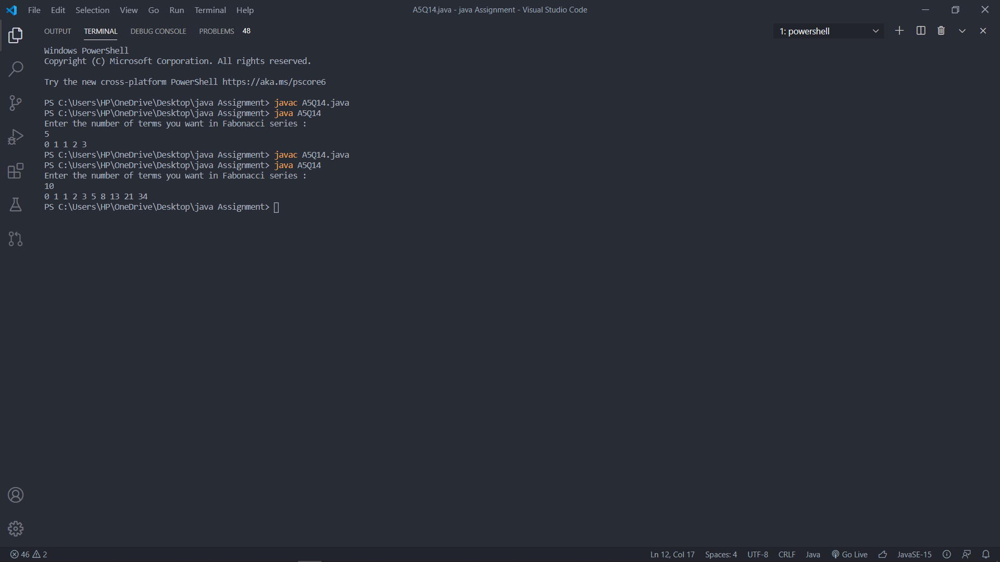 File Edit Selection View Go Run Terminal Help
A5Q14.java - java Assignment - Visual Studio Code
OUTPUT TERMINAL DEBUG CONSOLE PROBLEMS 48
1: powershell
Windows PowerShell
Copyright (C) Microsoft Corporation. All rights reserved.
Try the new cross-platform PowerShell https://aka.ms/pscore6
PS C:\Users\HP\OneDrive\Desktop\java Assignment> javac A5Q14.java
PS C:\Users\HP\OneDrive\Desktop\java Assignment> java A5Q14
Enter the number of terms you want in Fabonacci series :
5
0 1 1 2 3
PS C:\Users\HP\OneDrive\Desktop\java Assignment> javac A5Q14.java
PS C:\Users\HP\OneDrive\Desktop\java Assignment> java A5Q14
Enter the number of terms you want in Fabonacci series :
10
0 1 1 2 3 5 8 13 21 34
PS C:\Users\HP\OneDrive\Desktop\java Assignment>
46 2
Ln 12, Col 17 Spaces: 4 UTF-8 CRLF Java Go Live JavaSE-15